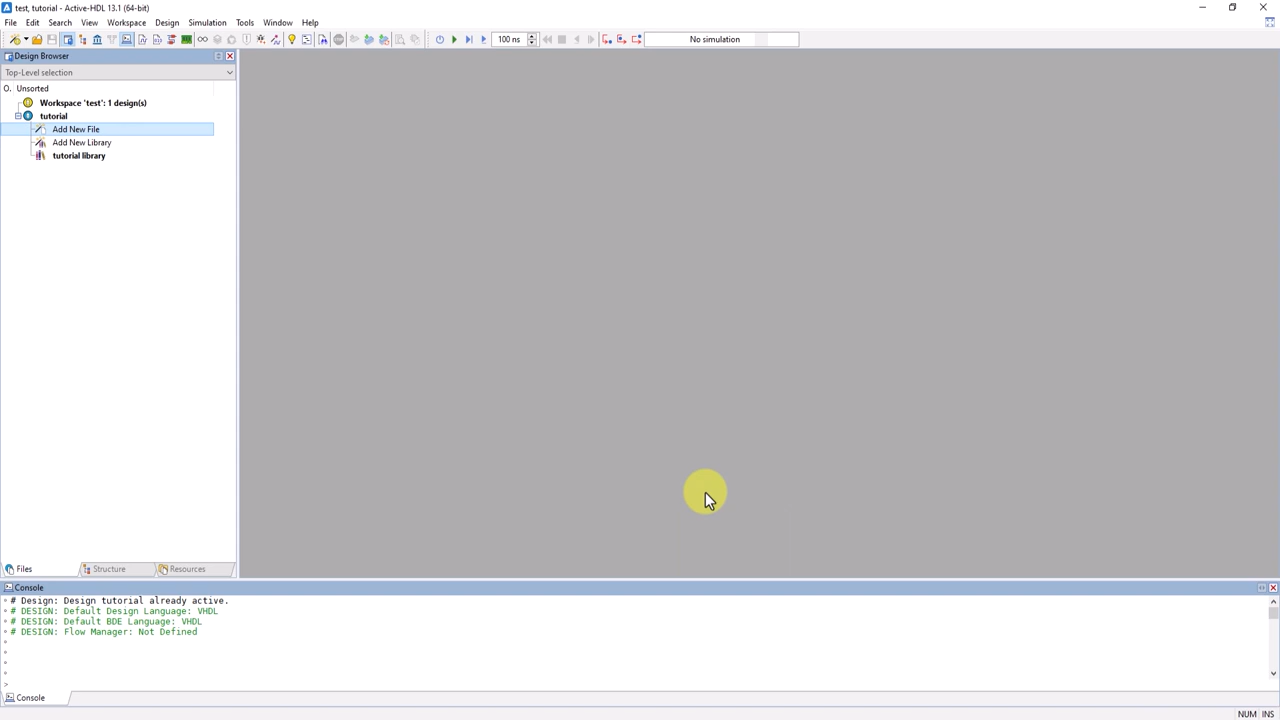 test, tutorial - Active-HDL 13.1 (64-bit)
File Edit Search View Workspace Design Simulation Tools Window Help
100 ns
No simulation
Design Browser
Top-Level selection
O. Unsorted
Workspace 'test': 1 design(s)
tutorial
Add New File
Add New Library
tutorial library
Files Structure Resources
Console
# Design: Design tutorial already active.
# DESIGN: Default Design Language: VHDL
# DESIGN: Default BDE Language: VHDL
# DESIGN: Flow Manager: Not Defined
>
Console
NUM INS